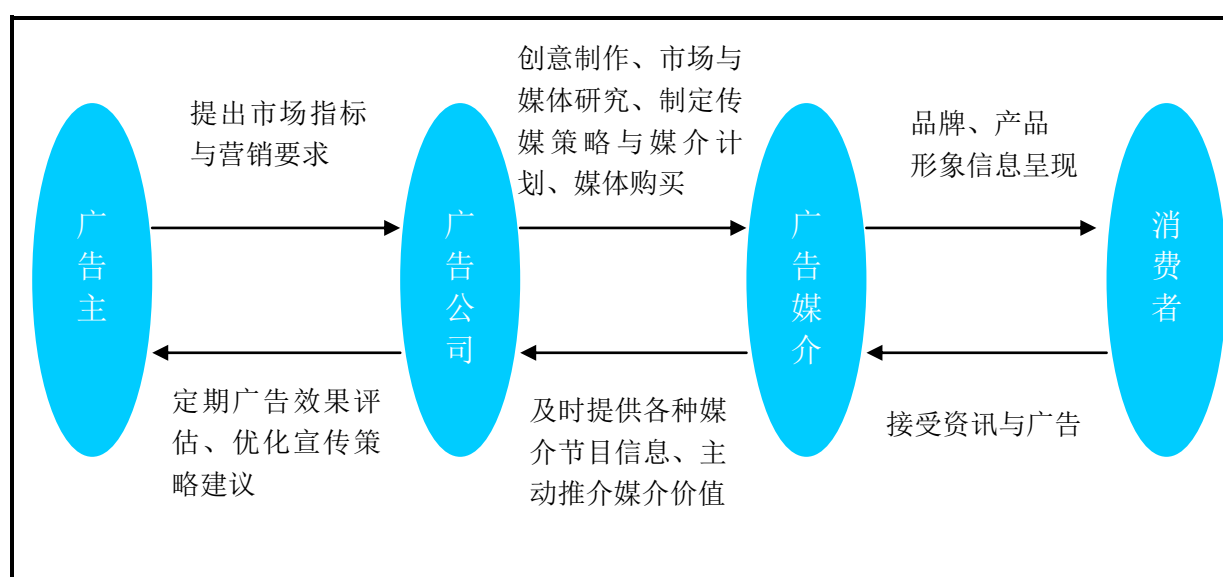 提出市场指标
与营销要求
创意制作、市场与
媒体研究、制定传
媒策略与媒介计
划、媒体购买
品牌、产品
形象信息呈现
广告主
广告公司
广告媒介
消费者
定期广告效果评
估、优化宣传策
略建议
及时提供各种媒
介节目信息、主
动推介媒介价值
接受资讯与广告